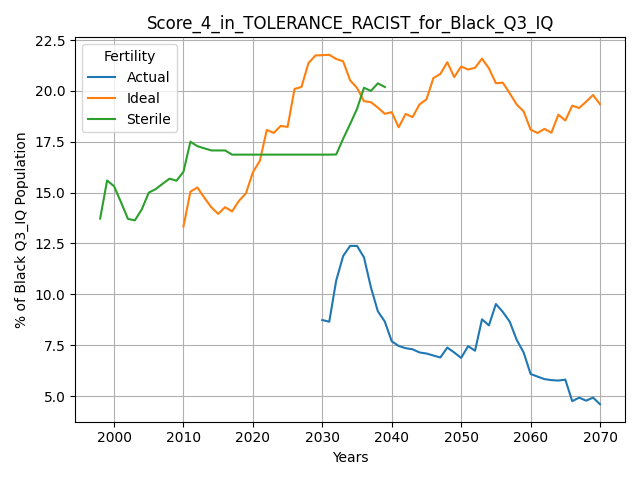 Score_4_in_TOLERANCE_RACIST_for_Black_Q3_IQ
22.5
20.0
17.5
15.0
12.5
10.0
7.5
5.0
% of Black Q3_IQ Population
Fertility
Actual
Ideal
Sterile
2000
2010
2020
2030
2040
2050
2060
2070
Years